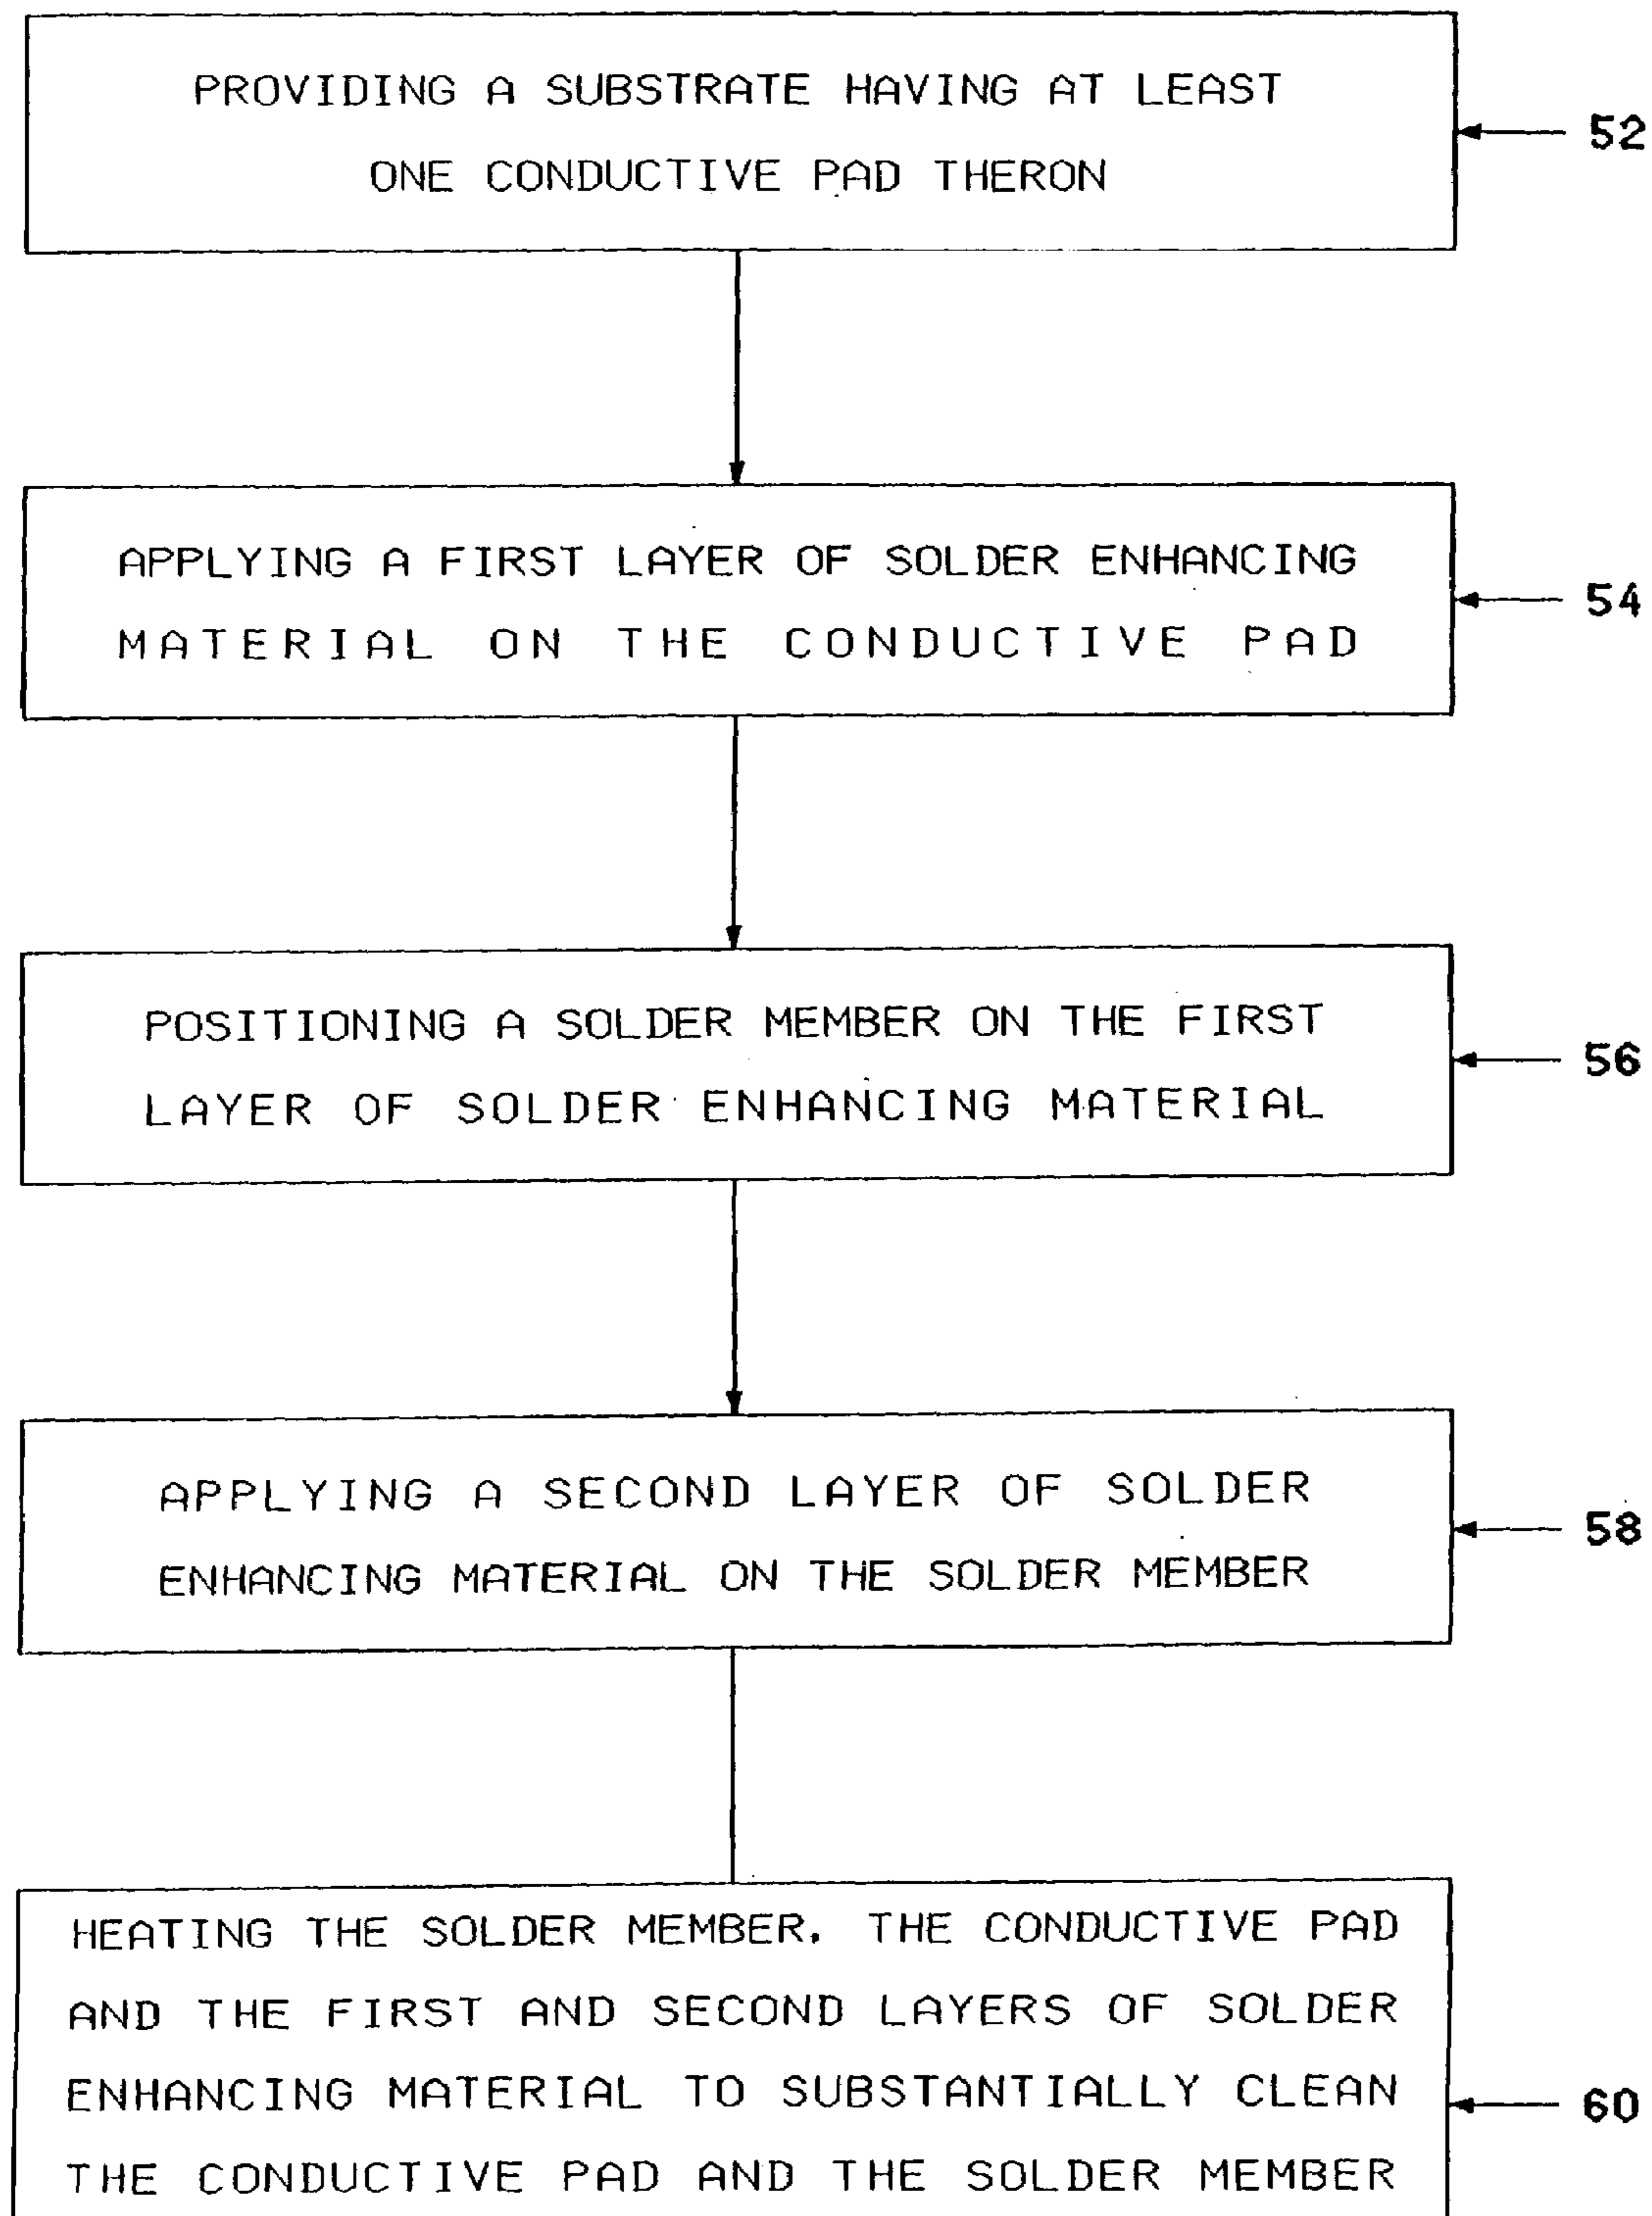 PROVIDING A SUBSTRATE HAVING AT LEAST
ONE CONDUCTIVE PAD THERON
52
APPLYING A FIRST LAYER OF SOLDER ENHANCING
MATERIAL ON THE CONDUCTIVE PAD
54
POSITIONING A SOLDER MEMBER ON THE FIRST
LAYER OF SOLDER ENHANCING MATERIAL
56
APPLYING A SECOND LAYER OF SOLDER
ENHANCING MATERIAL ON THE SOLDER MEMBER
58
HEATING THE SOLDER MEMBER. THE CONDUCTIVE PAD
AND THE FIRST AND SECOND LAYERS OF SOLDER
ENHANCING MATERIAL TO SUBSTANTIALLY CLEAN
THE CONDUCTIVE PAD AND THE SOLDER MEMBER
60